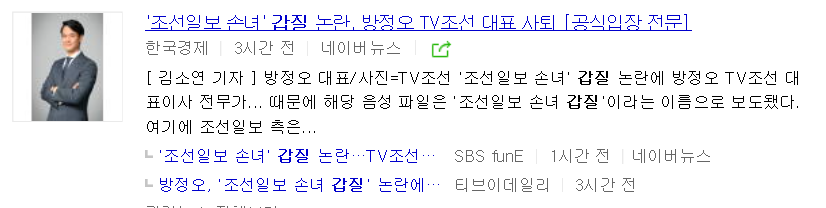 '조선일보 손녀' 갑질 논란, 방정오 TV조선 대표 사퇴 [공식입장 전문]
한국경제 | 3시간 전 | 네이버뉴스 |
[ 김소연 기자 ] 방정오 대표/사진=TV조선 '조선일보 손녀' 갑질 논란에 방정오 TV조선 대
표이사 전무가... 때문에 해당 음성 파일은 '조선일보 손녀 갑질'이라는 이름으로 보도됐다.
여기에 조선일보 측은...
'조선일보 손녀' 갑질 논란…TV조선… SBS funE | 1시간 전 | 네이버뉴스
방정오, '조선일보 손녀 갑질' 논란에… 티브이데일리 | 3시간 전